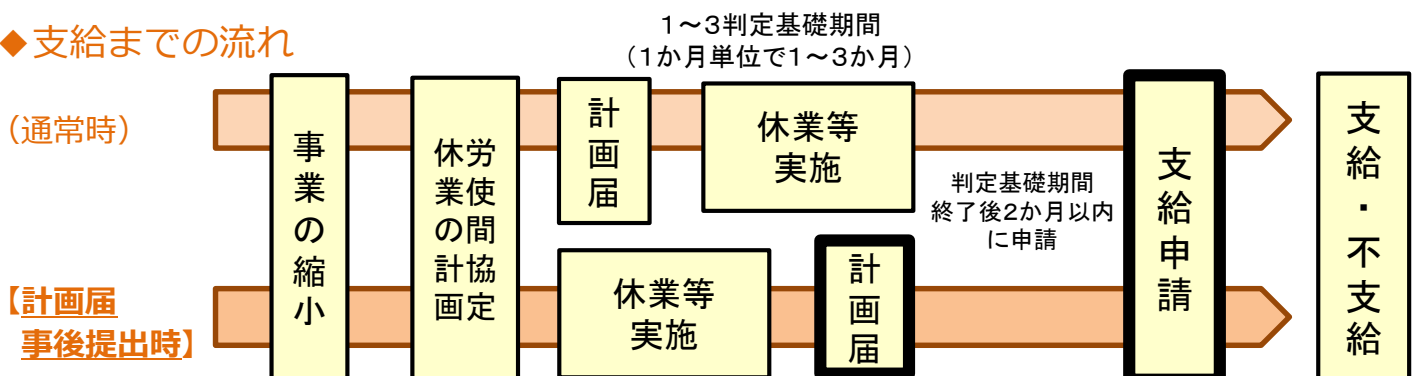 ◆支給までの流れ
1～3判定基礎期間
（1か月単位で1～3か月）
（通常時）
事業の縮小
労使間協定
休業の計画
計画届
休業等
実施
判定基礎期間
終了後2か月以内
に申請
支給申請
支給・不支給
【計画届
事後提出時】
休業等
実施
計画届